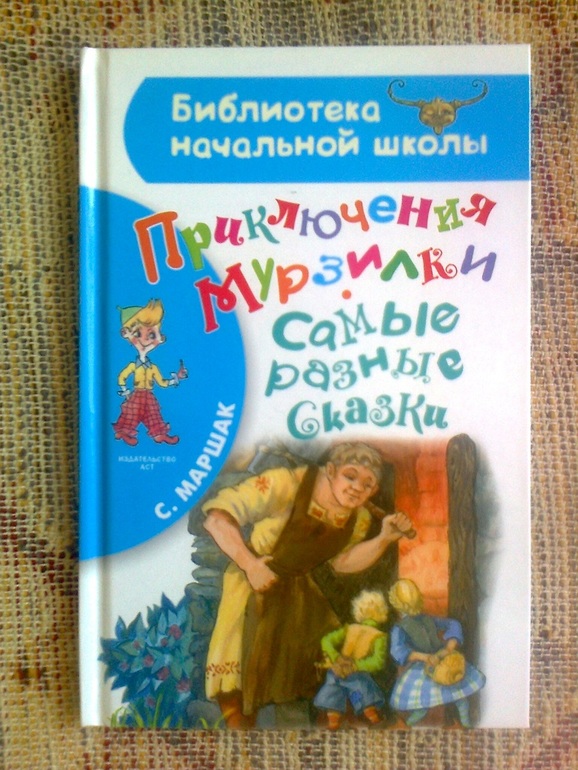 Библиотека
начальной школы
Приключения
Мурзилки
Самые
разные
сказки
ИЗДАТЕЛЬСТВО
АСТ
С. МАРШАК